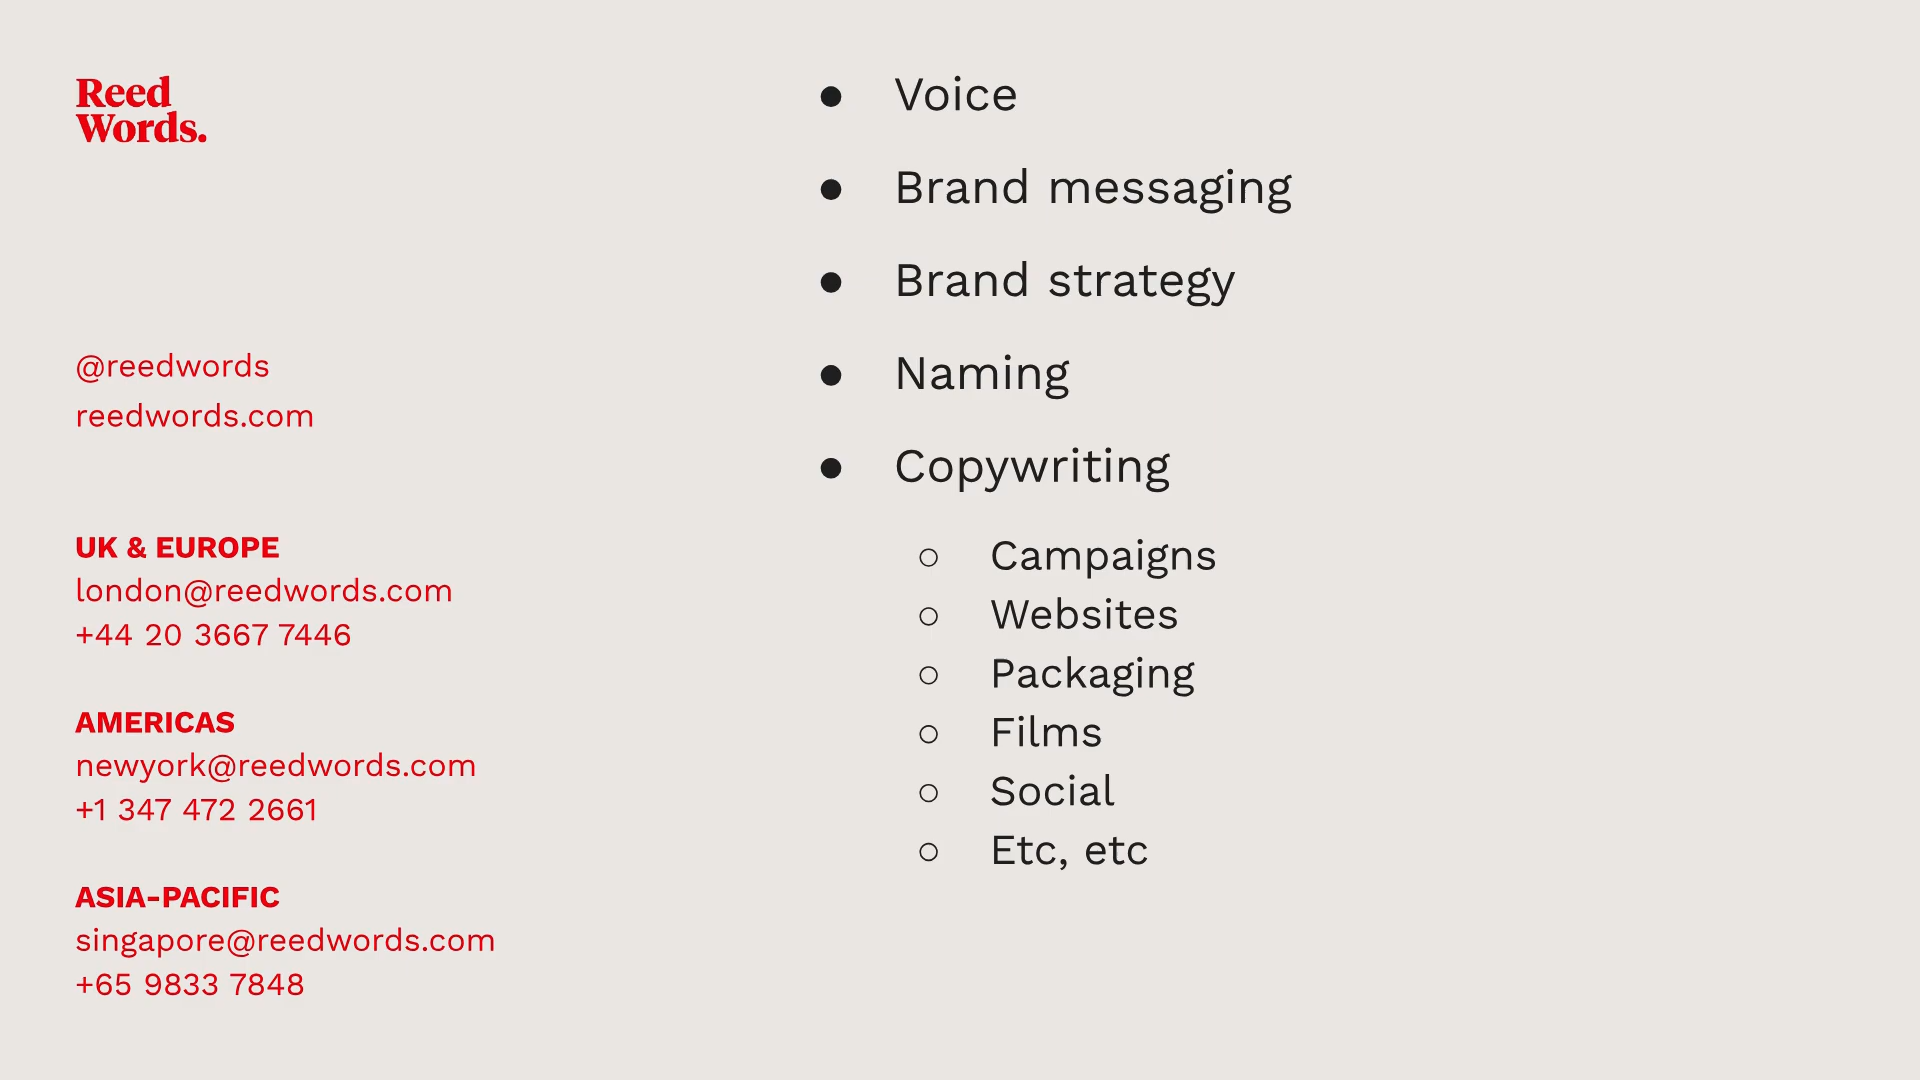 Reed
Words.
@reedwords
reedwords.com
UK & EUROPE
london@reedwords.com
+44 20 3667 7446
AMERICAS
newyork@reedwords.com
+1 347 472 2661
ASIA-PACIFIC
singapore@reedwords.com
+65 9833 7848
● Voice
● Brand messaging
● Brand strategy
● Naming
● Copywriting
○ Campaigns
○ Websites
○ Packaging
○ Films
○ Social
○ Etc, etc